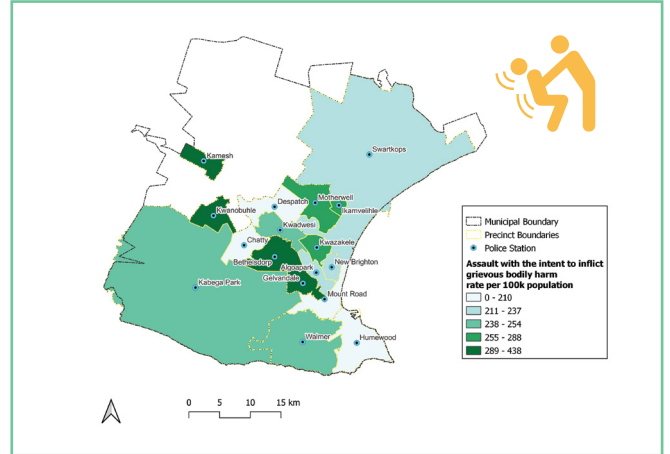 Swartkops
Kamesh
Motherwell
Despatch
Ikamvelihle
Kwanobuhle
Kwadwesi
Chatty
Kwazakele
Bethelsdorp
New Brighton
Algoapark
Gelvandale
Kabega Park
Mount Road
Walmer
Humewood
Municipal Boundary
Precinct Boundaries
Police Station
Assault with the intent to inflict
grievous bodily harm
rate per 100k population
0 - 210
211 - 237
238 - 254
255 - 288
289 - 438
0 5 10 15 km